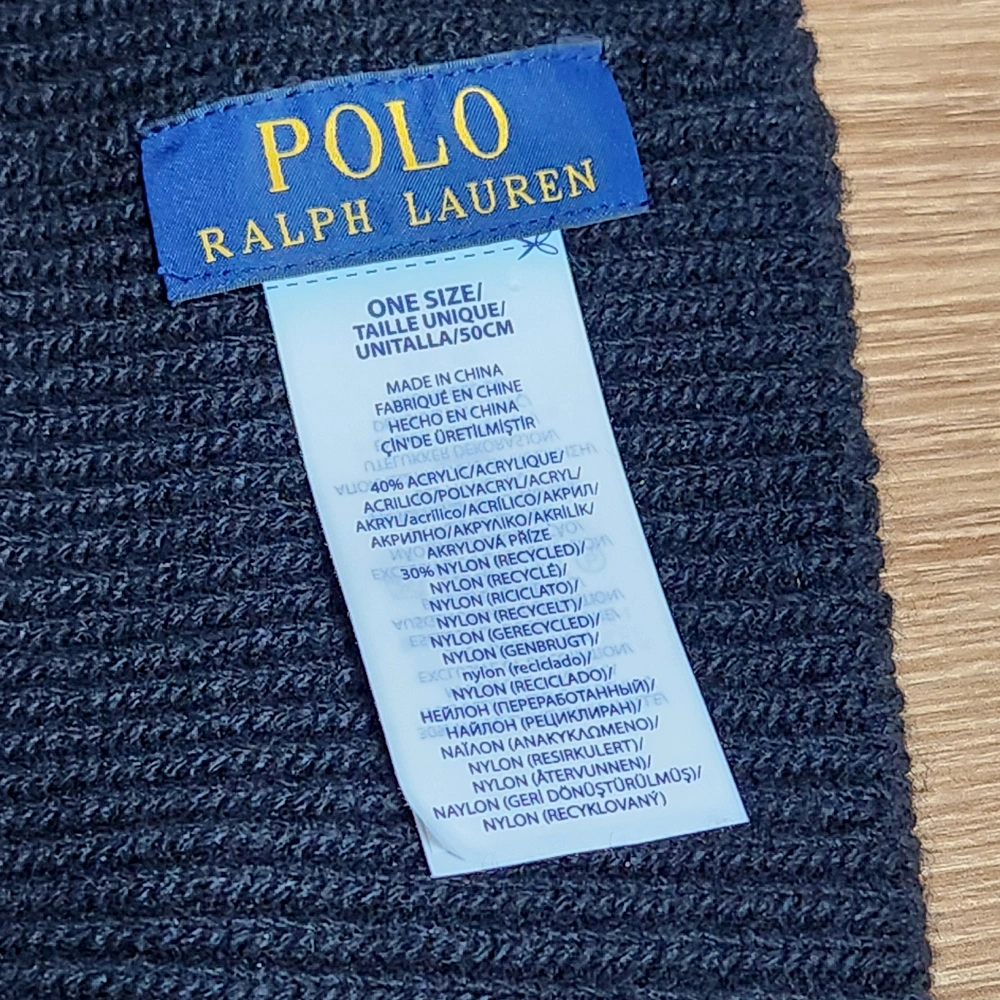 POLO
RALPH LAUREN
ONE SIZE/
TAILLE UNIQUE/
UNITALLA/50CM
MADE IN CHINA
FABRIQUÉ EN CHINE
HECHO EN CHINA
ÇİN'DE ÜRETİLMİŞTİR
40% ACRYLIC/ACRYLIQUE/
ACRILICO/POLYACRYL/ACRYL/
AKRYL/acrílico/ACRÍLICO/АКРИЛ/
АКРИЛНО/ΑΚΡΥΛΙΚΟ/AKRİLİK/
AKRYLOVÁ PŘÍZE
30% NYLON (RECYCLED)/
NYLON (RECYCLÉ)/
NYLON (RICICLATO)/
NYLON (RECYCELT)/
NYLON (GERECYCLED)/
NYLON (GENBRUGT)/
nylon (reciclado)/
NYLON (RECICLADO)/
НЕЙЛОН (ПЕРЕРАБОТАННЫЙ)/
НАЙЛОН (РЕЦИКЛИРАН)/
ΝΑΪΛΟΝ (ΑΝΑΚΥΚΛΩΜΕΝΟ)/
NYLON (RESIRKULERT)/
NYLON (ÅTERVUNNEN)/
NAYLON (GERİ DÖNÜŞTÜRÜLMÜŞ)/
NYLON (RECYKLOVANÝ)